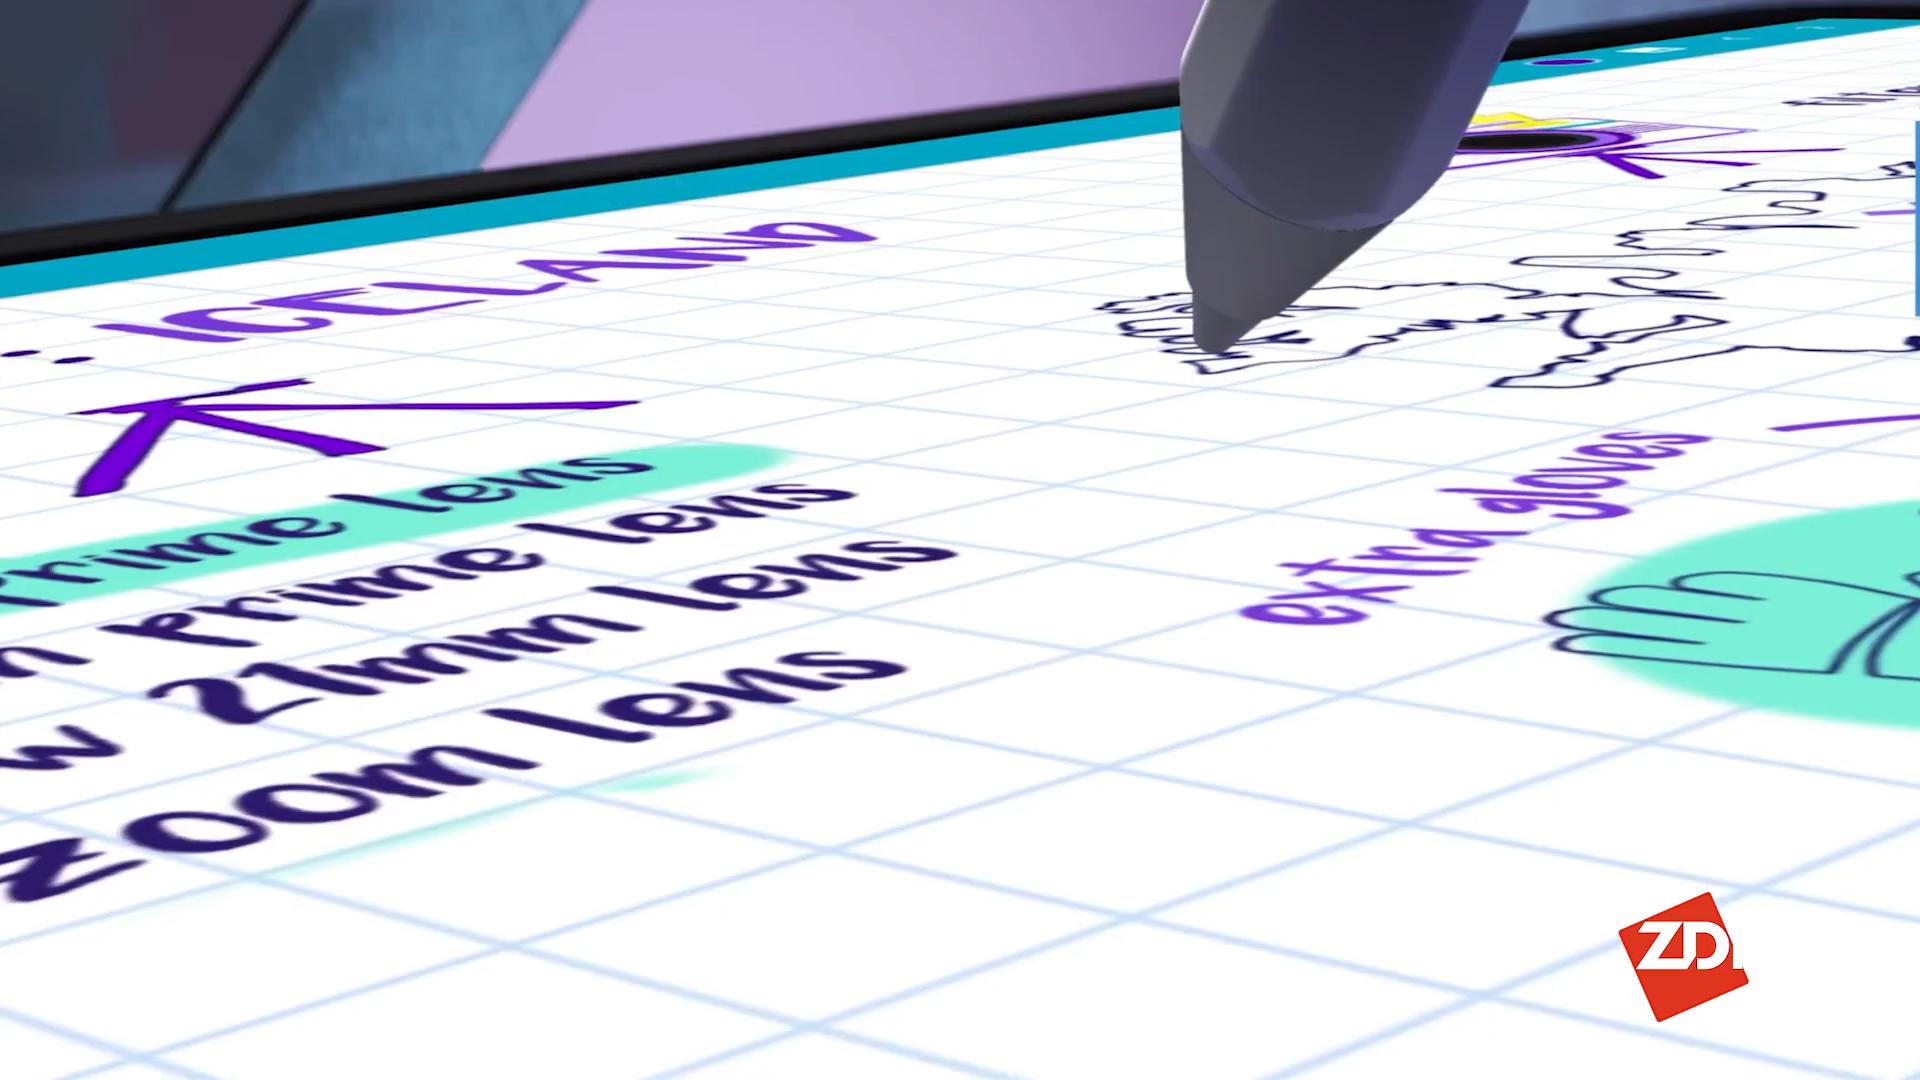 : ICELAND
prime lens
prime lens
21mm lens
zoom lens
extra gloves
ZD